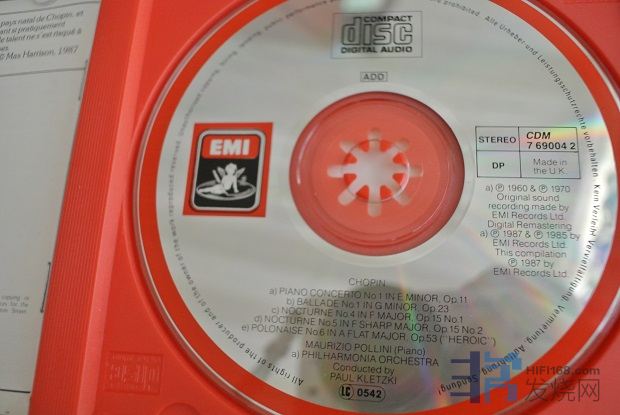 pays natal de Chopin, et
© Max Harrison, 1987
COMPACT
disc
DIGITAL AUDIO
ADD
EMI
STEREO
CDM
7 69004 2
DP
Made in
the U.K.
a) ℗ 1960 & ℗ 1970
Original sound
recording made by
EMI Records Ltd.
Digital Remastering
a) ℗ 1987 & ℗ 1985 by
EMI Records Ltd.
This compilation
℗ 1987 by
EMI Records Ltd.
CHOPIN
a) PIANO CONCERTO No.1 IN E MINOR, Op.11
b) BALLADE No.1 IN G MINOR, Op.23
c) NOCTURNE No.4 IN F MAJOR, Op.15 No.1
d) NOCTURNE No.5 IN F SHARP MAJOR, Op.15 No.2
e) POLONAISE No.6 IN A FLAT MAJOR, Op.53 ("HEROIC")
MAURIZIO POLLINI (Piano)
a) PHILHARMONIA ORCHESTRA
Conducted by
PAUL KLETZKI
LC 0542
All rights of the producer and of the owner of the work reproduced reserved.
prohibited. Alle Urheber und Leistungsschutzrechte vorbehalten. Kein Verleih! Vermietung, Aufführung, Sendung!
HIFI168.com
发烧网